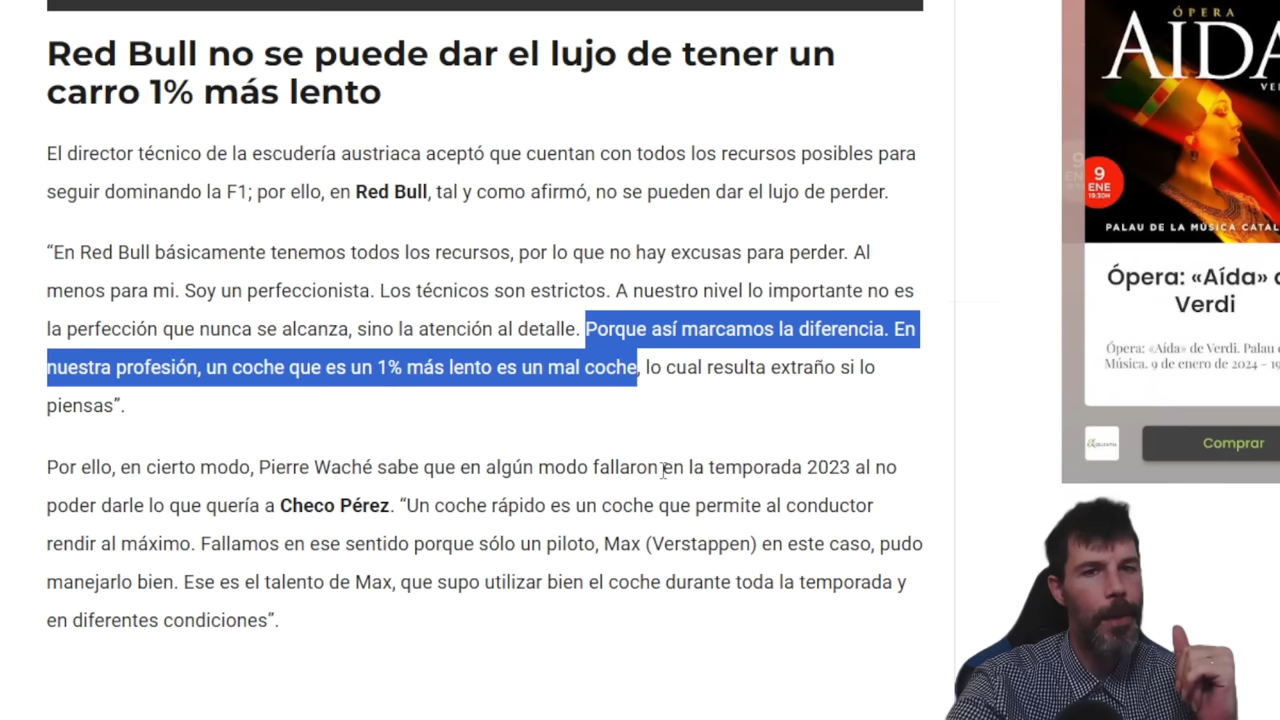 Red Bull no se puede dar el lujo de tener un
carro 1% más lento
El director técnico de la escudería austriaca aceptó que cuentan con todos los recursos posibles para
seguir dominando la F1; por ello, en Red Bull, tal y como afirmó, no se pueden dar el lujo de perder.
“En Red Bull básicamente tenemos todos los recursos, por lo que no hay excusas para perder. Al
menos para mi. Soy un perfeccionista. Los técnicos son estrictos. A nuestro nivel lo importante no es
la perfección que nunca se alcanza, sino la atención al detalle. Porque así marcamos la diferencia. En
nuestra profesión, un coche que es un 1% más lento es un mal coche, lo cual resulta extraño si lo
piensas”.
Por ello, en cierto modo, Pierre Waché sabe que en algún modo fallaron en la temporada 2023 al no
poder darle lo que quería a Checo Pérez. “Un coche rápido es un coche que permite al conductor
rendir al máximo. Fallamos en ese sentido porque sólo un piloto, Max (Verstappen) en este caso, pudo
manejarlo bien. Ese es el talento de Max, que supo utilizar bien el coche durante toda la temporada y
en diferentes condiciones”.
ÓPERA
AIDA
VE
9
ENE
19:30H
PALAU DE LA MÚSICA CATAL
Ópera: «Aída» d
Verdi
Ópera: «Aída» de Verdi. Palau d
Música. 9 de enero de 2024 – 19
Comprar